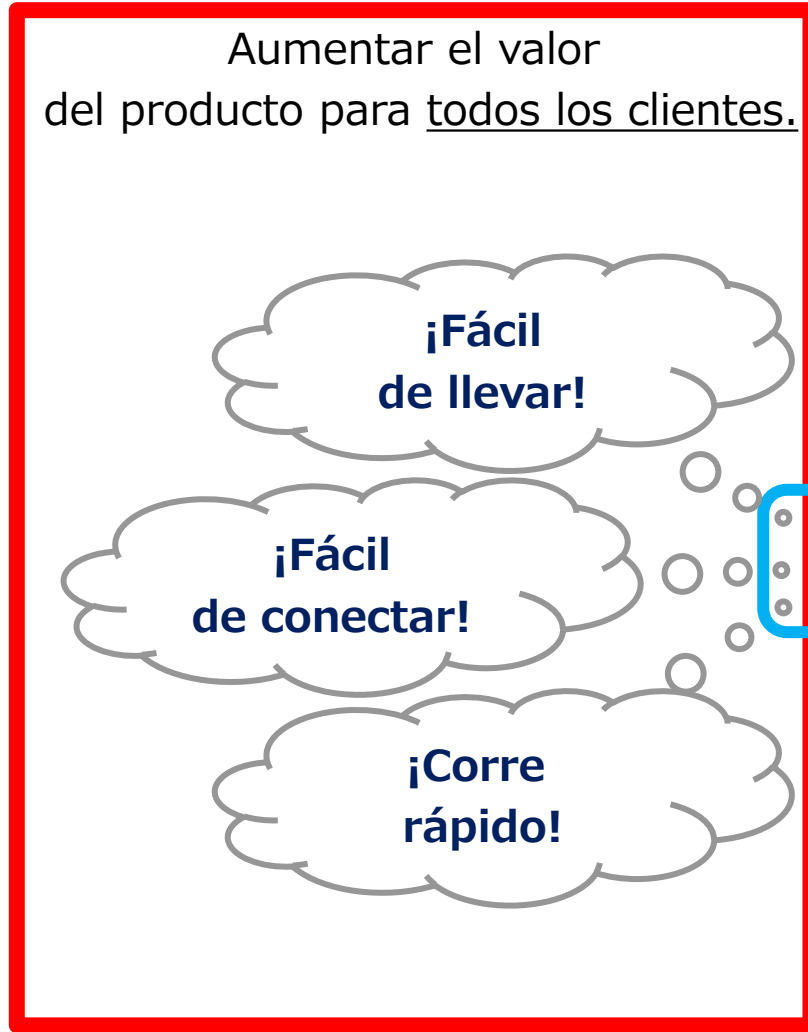 Aumentar el valor
del producto para todos los clientes.
¡Fácil
de llevar!
¡Fácil
de conectar!
¡Corre
rápido!